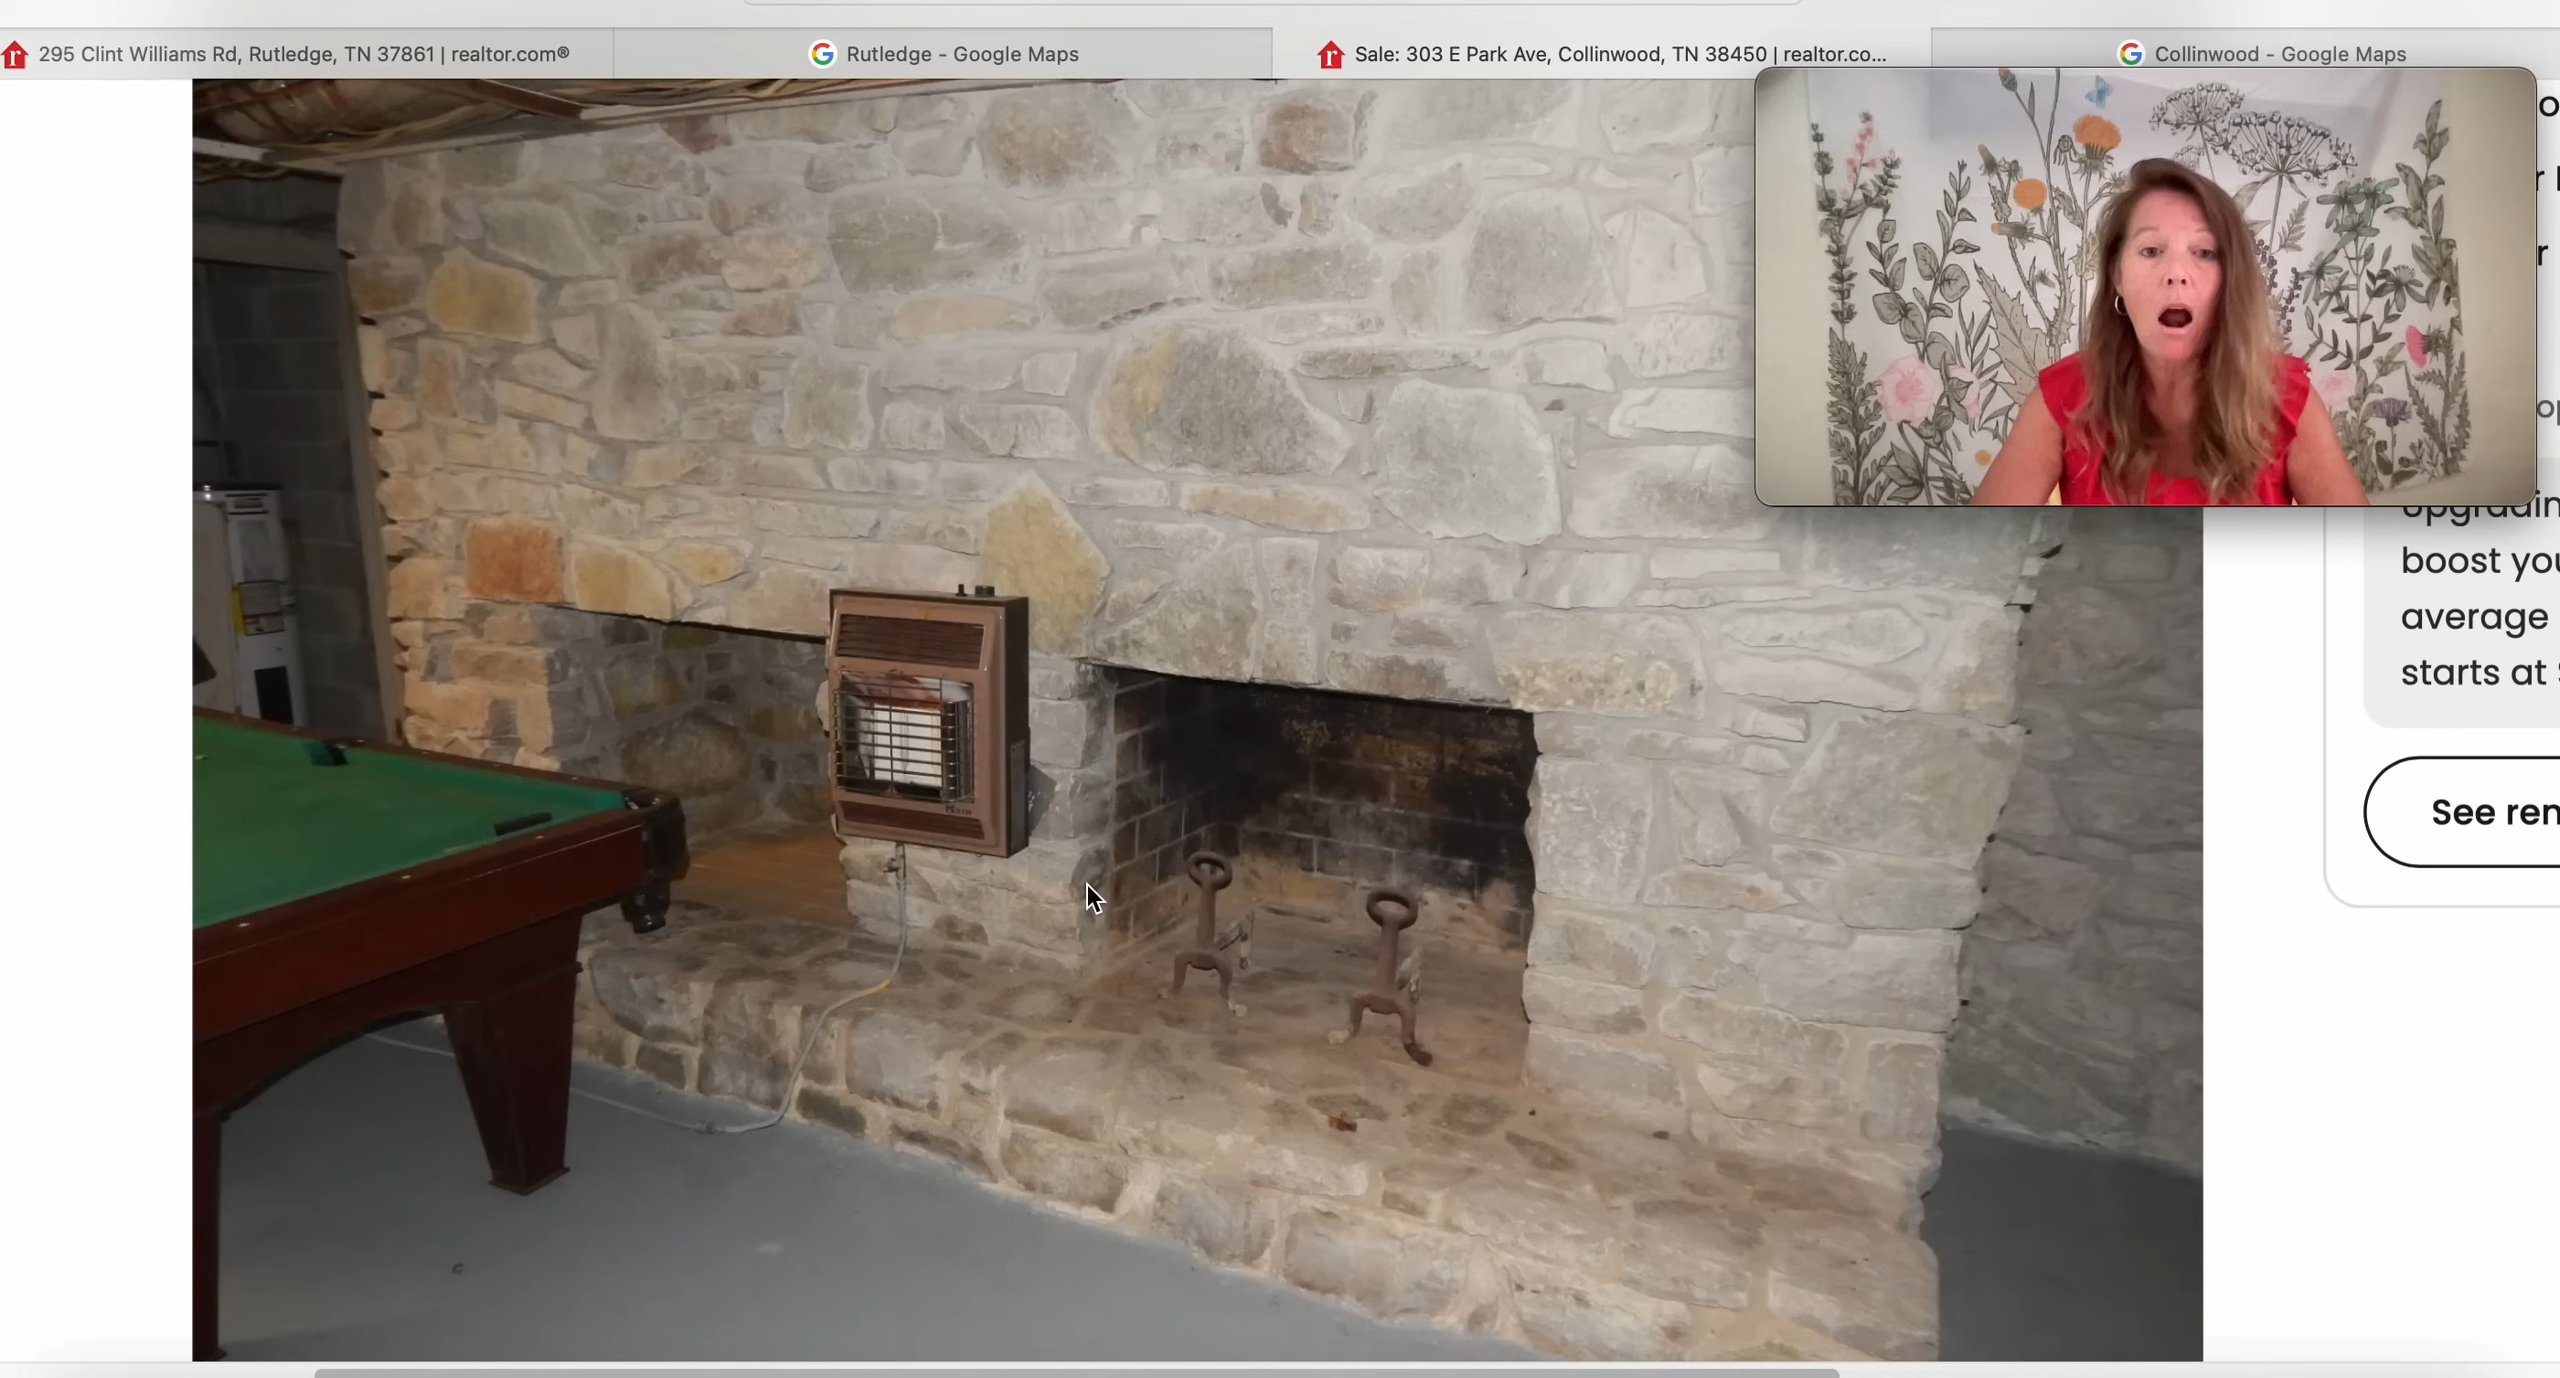 295 Clint Williams Rd, Rutledge, TN 37861 | realtor.com®
Rutledge - Google Maps
Sale: 303 E Park Ave, Collinwood, TN 38450 | realtor.co...
Collinwood - Google Maps
boost you
average
starts at
See ren